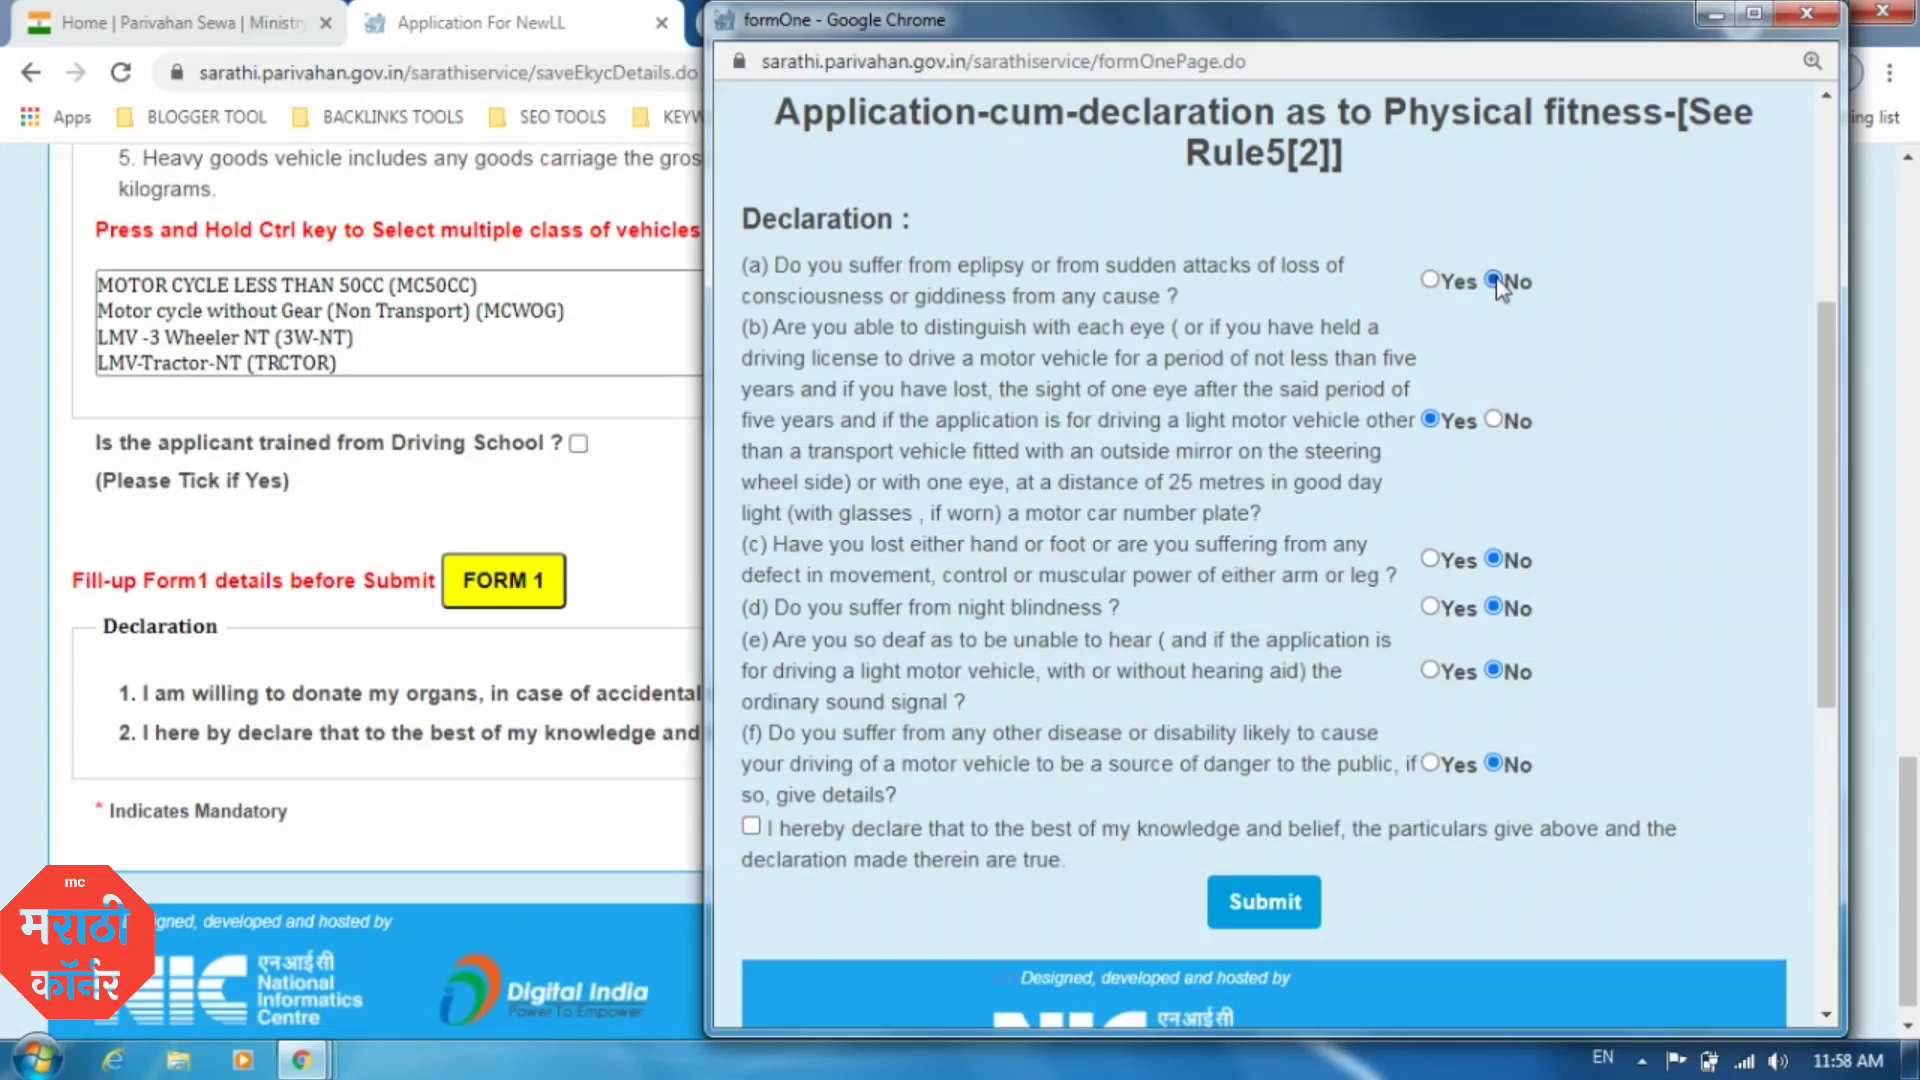 Home | Parivahan Sewa | Ministr
Application For NewLL
sarathi.parivahan.gov.in/sarathiservice/saveEkycDetails.do
Apps
BLOGGER TOOL
BACKLINKS TOOLS
SEO TOOLS
KEYW
ing list
5. Heavy goods vehicle includes any goods carriage the gros
kilograms.
Press and Hold Ctrl key to Select multiple class of vehicles
MOTOR CYCLE LESS THAN 50CC (MC50CC)
Motor cycle without Gear (Non Transport) (MCWOG)
LMV -3 Wheeler NT (3W-NT)
LMV-Tractor-NT (TRCTOR)
Is the applicant trained from Driving School ?
(Please Tick if Yes)
Fill-up Form1 details before Submit
FORM 1
Declaration
1. I am willing to donate my organs, in case of accidental
2. I here by declare that to the best of my knowledge and
* Indicates Mandatory
mc
मराठी
कॉर्नर
gned, developed and hosted by
NIC
एनआईसी
National
Informatics
Centre
Digital India
Power To Empower
formOne - Google Chrome
sarathi.parivahan.gov.in/sarathiservice/formOnePage.do
Application-cum-declaration as to Physical fitness-[See
Rule5[2]]
Declaration :
(a) Do you suffer from eplipsy or from sudden attacks of loss of
consciousness or giddiness from any cause ?
Yes No
(b) Are you able to distinguish with each eye ( or if you have held a
driving license to drive a motor vehicle for a period of not less than five
years and if you have lost, the sight of one eye after the said period of
five years and if the application is for driving a light motor vehicle other
than a transport vehicle fitted with an outside mirror on the steering
wheel side) or with one eye, at a distance of 25 metres in good day
light (with glasses , if worn) a motor car number plate?
Yes No
(c) Have you lost either hand or foot or are you suffering from any
defect in movement, control or muscular power of either arm or leg ?
Yes No
(d) Do you suffer from night blindness ?
Yes No
(e) Are you so deaf as to be unable to hear ( and if the application is
for driving a light motor vehicle, with or without hearing aid) the
ordinary sound signal ?
Yes No
(f) Do you suffer from any other disease or disability likely to cause
your driving of a motor vehicle to be a source of danger to the public, if
so, give details?
Yes No
I hereby declare that to the best of my knowledge and belief, the particulars give above and the
declaration made therein are true.
Submit
Designed, developed and hosted by
NIC
एनआईसी
EN
11:58 AM